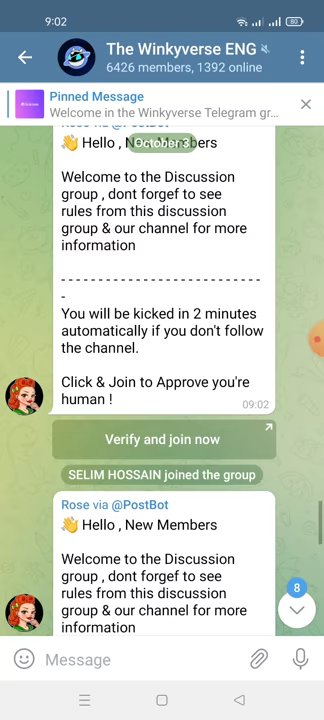 9:02
80
The Winkyverse ENG
6426 members, 1392 online
Pinned Message
Welcome in the Winkyverse Telegram gr...
Rose via @PostBot
October 3
👋 Hello , New Members
Welcome to the Discussion
group , dont forgef to see
rules from this discussion
group & our channel for more
information
- - - - - - - - - - - - - - - - - - - - - - - - - - - -
-
You will be kicked in 2 minutes
automatically if you don't follow
the channel.
Click & Join to Approve you're
human !
09:02
Verify and join now
SELIM HOSSAIN joined the group
Rose via @PostBot
👋 Hello , New Members
Welcome to the Discussion
group , dont forgef to see
rules from this discussion
group & our channel for more
information
8
Message